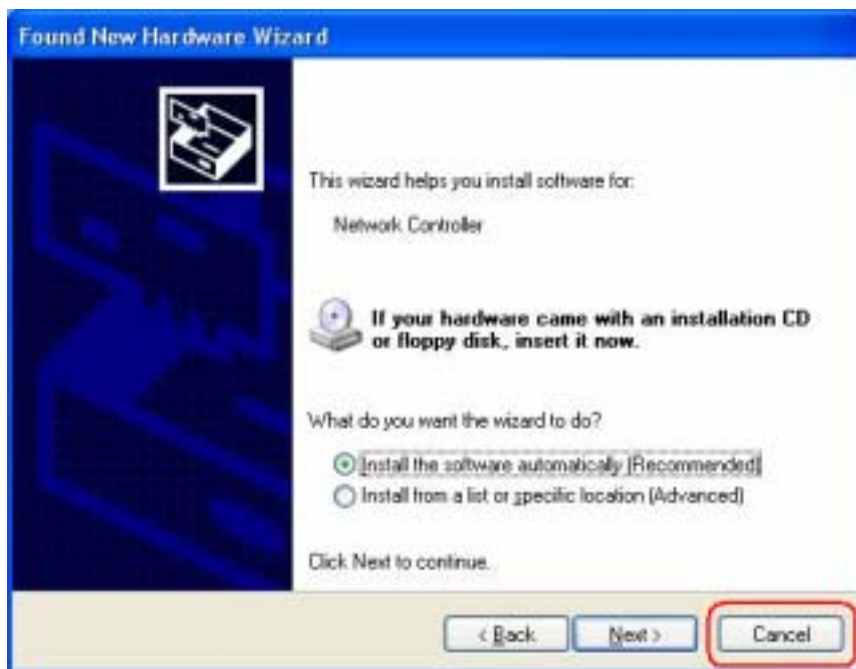 Found New Hardware Wizard
This wizard helps you install software for:
Network Controller
If your hardware came with an installation CD
or floppy disk, insert it now.
What do you want the wizard to do?
Install the software automatically (Recommended)
Install from a list or specific location (Advanced)
Click Next to continue.
< Back
Next >
Cancel